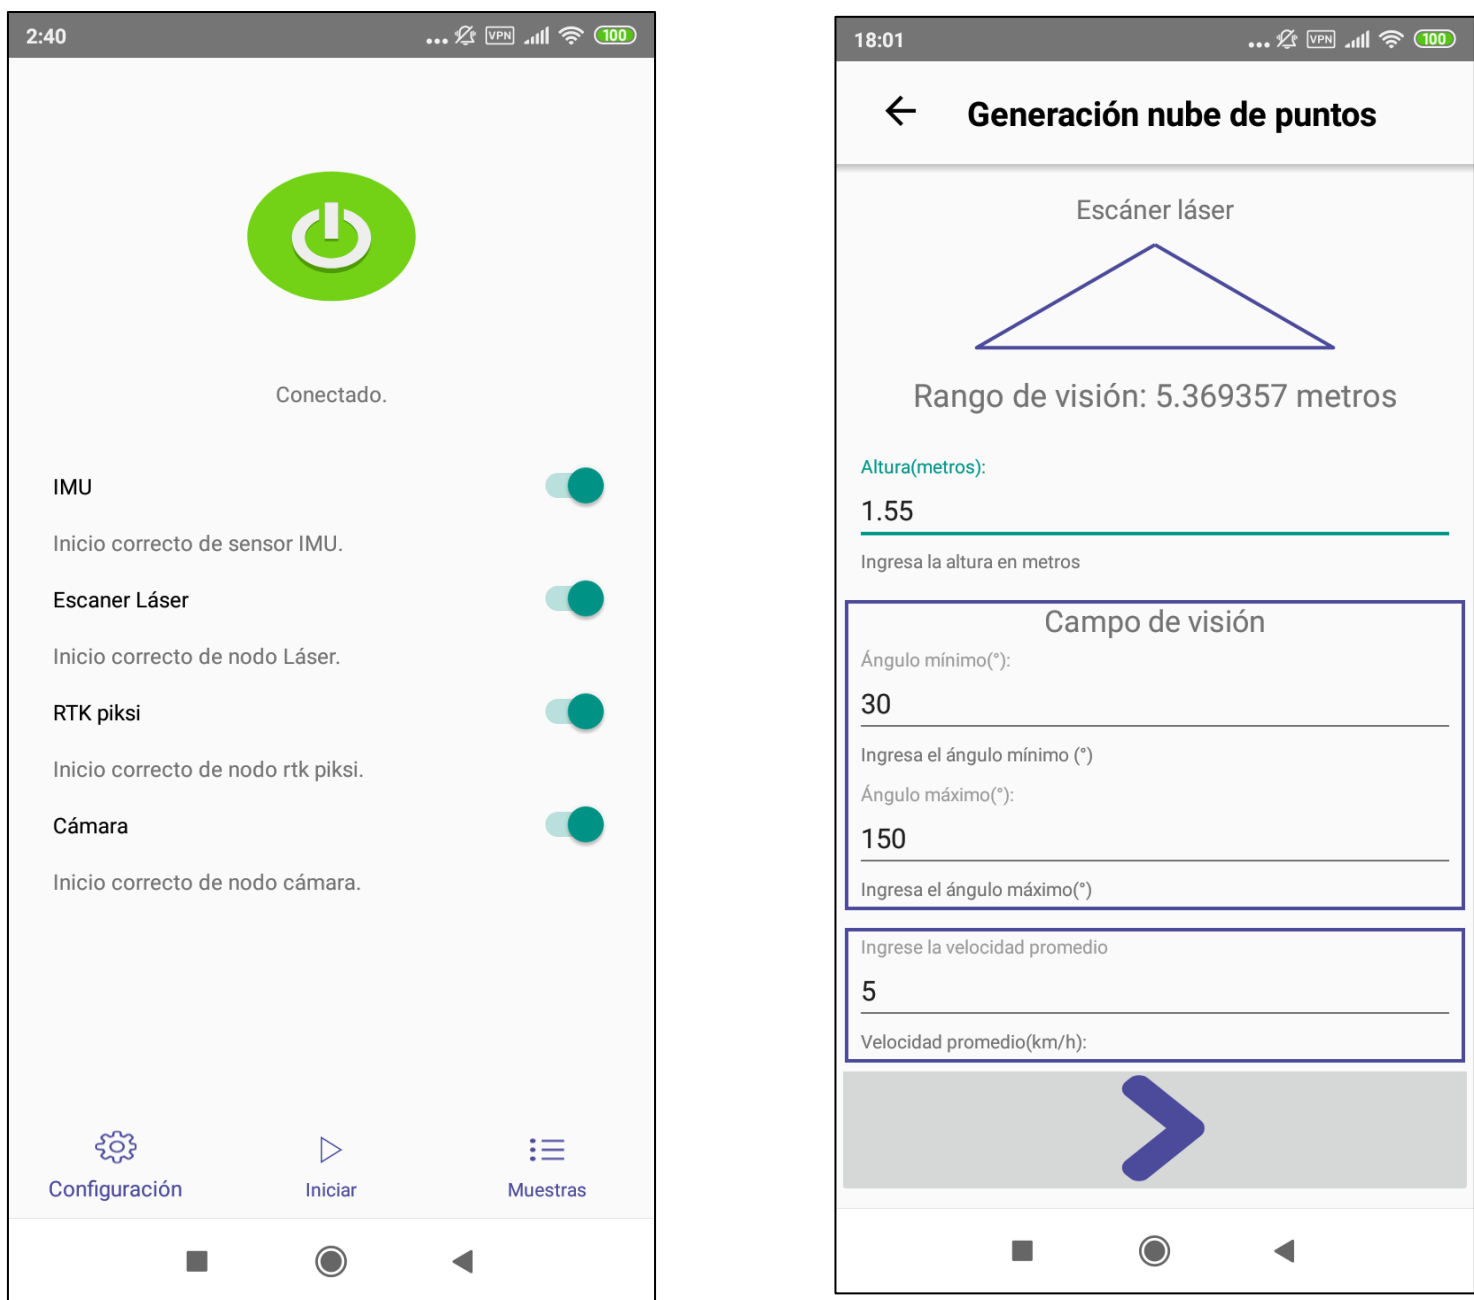 2:40
VPN
100
Conectado.
IMU
Inicio correcto de sensor IMU.
Escaner Láser
Inicio correcto de nodo Láser.
RTK piksi
Inicio correcto de nodo rtk piksi.
Cámara
Inicio correcto de nodo cámara.
Configuración
Iniciar
Muestras
18:01
VPN
100
Generación nube de puntos
Escáner láser
Rango de visión: 5.369357 metros
Altura(metros):
1.55
Ingresa la altura en metros
Campo de visión
Ángulo mínimo(°):
30
Ingresa el ángulo mínimo (°)
Ángulo máximo(°):
150
Ingresa el ángulo máximo(°)
Ingrese la velocidad promedio
5
Velocidad promedio(km/h):